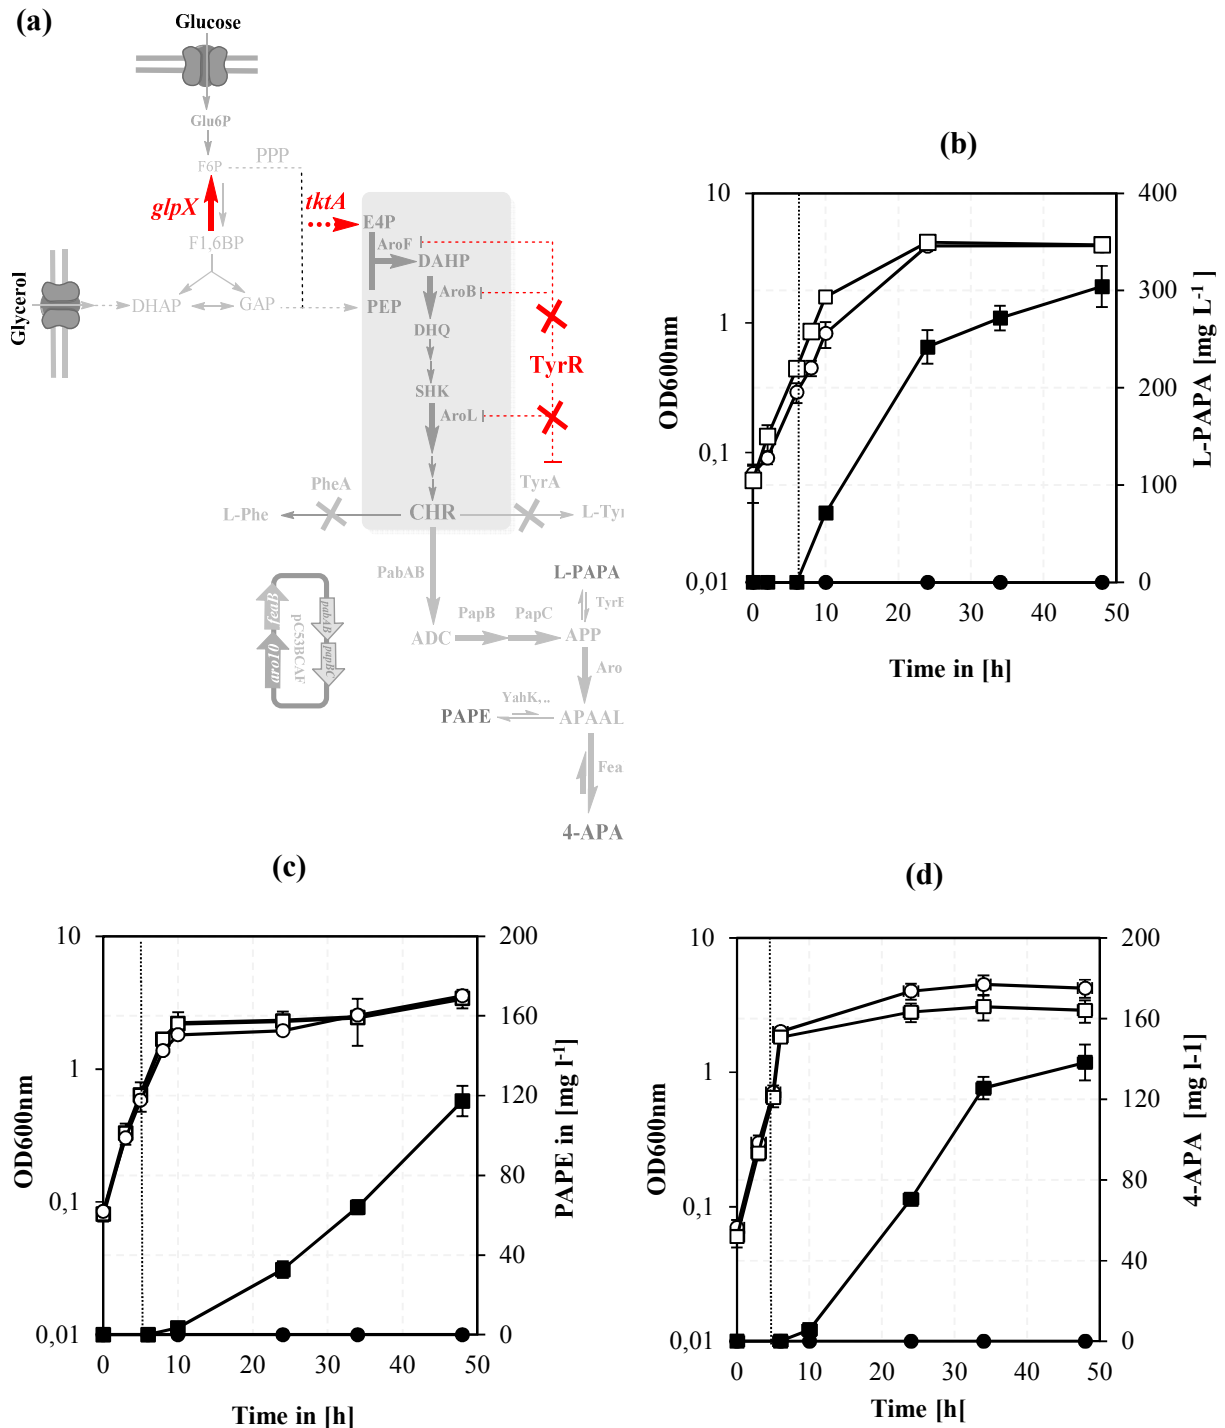 (a)
Glucose
Glu6P
F6P
PPP
glpX
tktA
E4P
AroF
DAHP
F1,6BP
AroB
Glycerol
DHAP
GAP
PEP
DHQ
TyrR
SHK
AroL
PheA
TyrA
L-Phe
CHR
L-Tyr
PabAB
L-PAPA
TyrB
PapB
PapC
ADC
APP
feaB
aro10
pC53BCAF
pabAB
papBC
Aro
YahK, ..
PAPE
APAAL
Fea
4-APA
(b)
10
1
0,1
0,01
OD600nm
400
300
200
100
0
L-PAPA [mg L-1]
0 10 20 30 40 50
Time in [h]
(c)
10
1
0,1
0,01
OD600nm
200
160
120
80
40
0
PAPE in [mg l-1]
0 10 20 30 40 50
Time in [h]
(d)
10
1
0,1
0,01
OD600nm
200
160
120
80
40
0
4-APA [mg l-1]
0 10 20 30 40 50
Time [h[